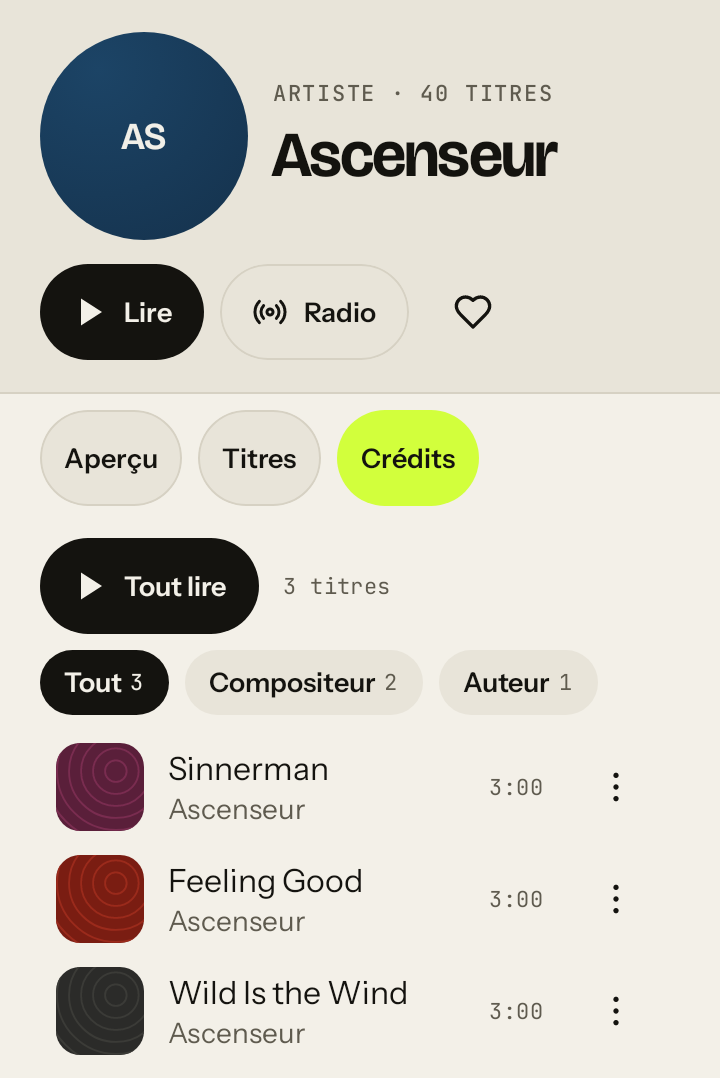 AS
ARTISTE · 40 TITRES
Ascenseur
Lire
Radio
Aperçu
Titres
Crédits
Tout lire
3 titres
Tout 3
Compositeur 2
Auteur 1
Sinnerman
Ascenseur
3:00
Feeling Good
Ascenseur
3:00
Wild Is the Wind
Ascenseur
3:00